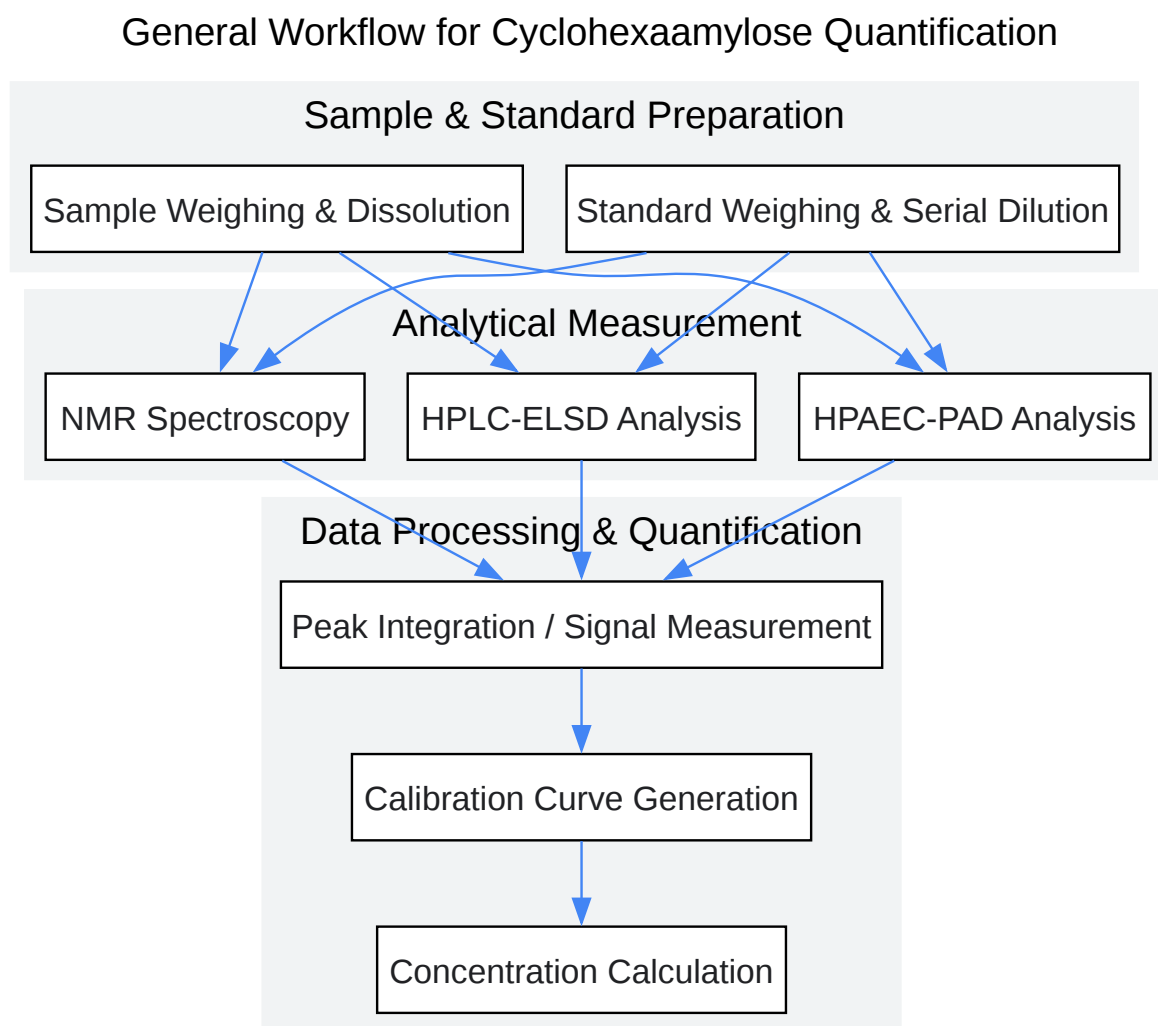 General Workflow for Cyclohexaamylose Quantification
Sample & Standard Preparation
Sample Weighing & Dissolution
Standard Weighing & Serial Dilution
Analytical Measurement
NMR Spectroscopy
HPLC-ELSD Analysis
HPAEC-PAD Analysis
Data Processing & Quantification
Peak Integration / Signal Measurement
Calibration Curve Generation
Concentration Calculation